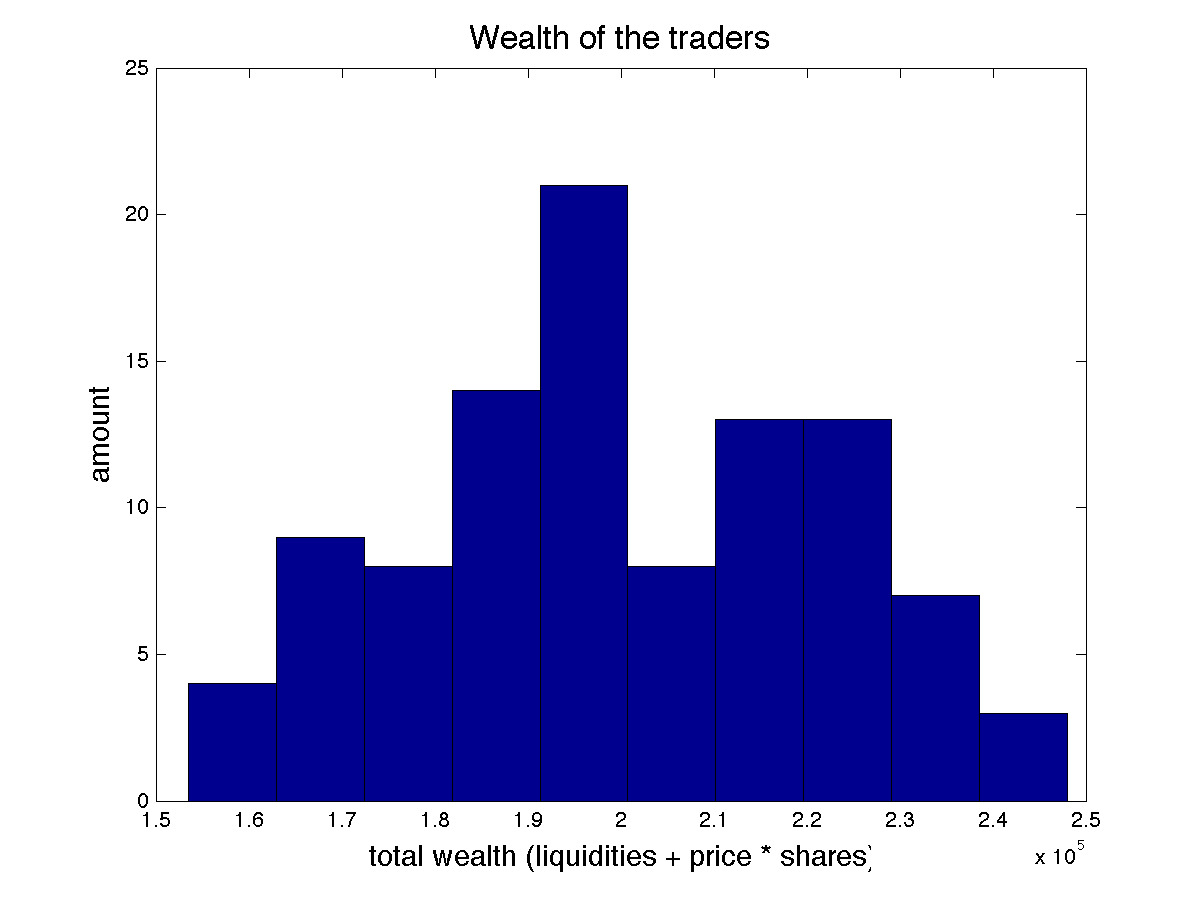 Wealth of the traders
25
20
15
10
5
0
amount
1.5 1.6 1.7 1.8 1.9 2 2.1 2.2 2.3 2.4 2.5
total wealth (liquidities + price * shares)
x 10^5